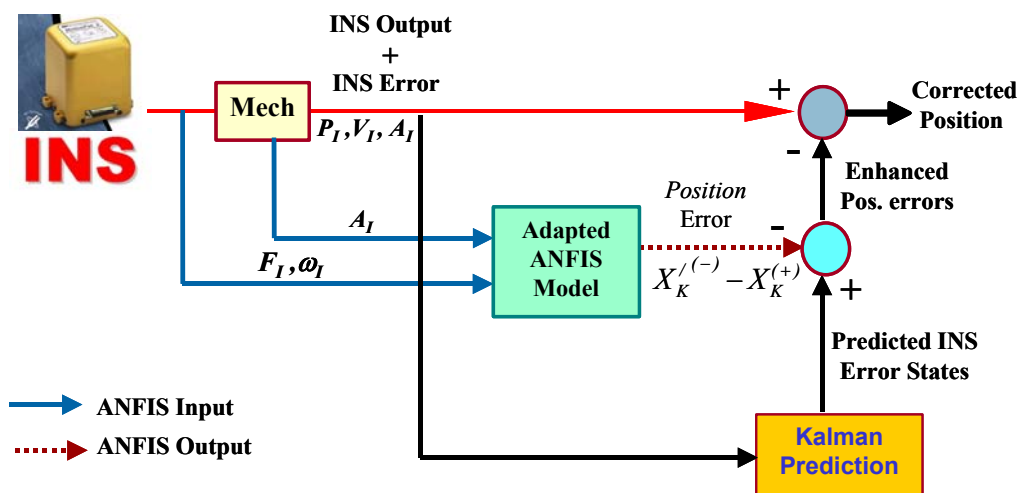 INS Output
+
INS Error
INS
Mech
P_I , V_I , A_I
+
Corrected
Position
-
Enhanced
Pos. errors
A_I
F_I , ω_I
Adapted
ANFIS
Model
Position
Error
-
X_K^{/ (-)} - X_K^{(+)}
+
Predicted INS
Error States
ANFIS Input
ANFIS Output
Kalman
Prediction